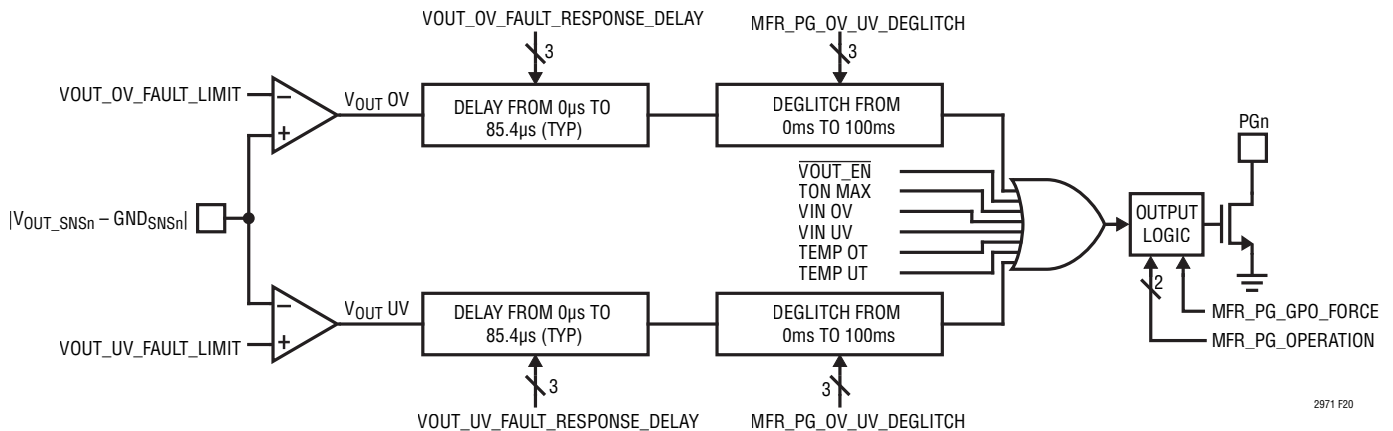 VOUT_OV_FAULT_RESPONSE_DELAY
MFR_PG_OV_UV_DEGLITCH
3
3
VOUT_OV_FAULT_LIMIT
–
+
VOUT OV
DELAY FROM 0µs TO
85.4µs (TYP)
DEGLITCH FROM
0ms TO 100ms
PGn
VOUT_EN
TON MAX
VIN OV
VIN UV
TEMP OT
TEMP UT
OUTPUT
LOGIC
|VOUT_SNSn – GNDSNSn|
2
–
+
VOUT UV
DELAY FROM 0µs TO
85.4µs (TYP)
DEGLITCH FROM
0ms TO 100ms
MFR_PG_GPO_FORCE
MFR_PG_OPERATION
VOUT_UV_FAULT_LIMIT
3
3
VOUT_UV_FAULT_RESPONSE_DELAY
MFR_PG_OV_UV_DEGLITCH
2971 F20